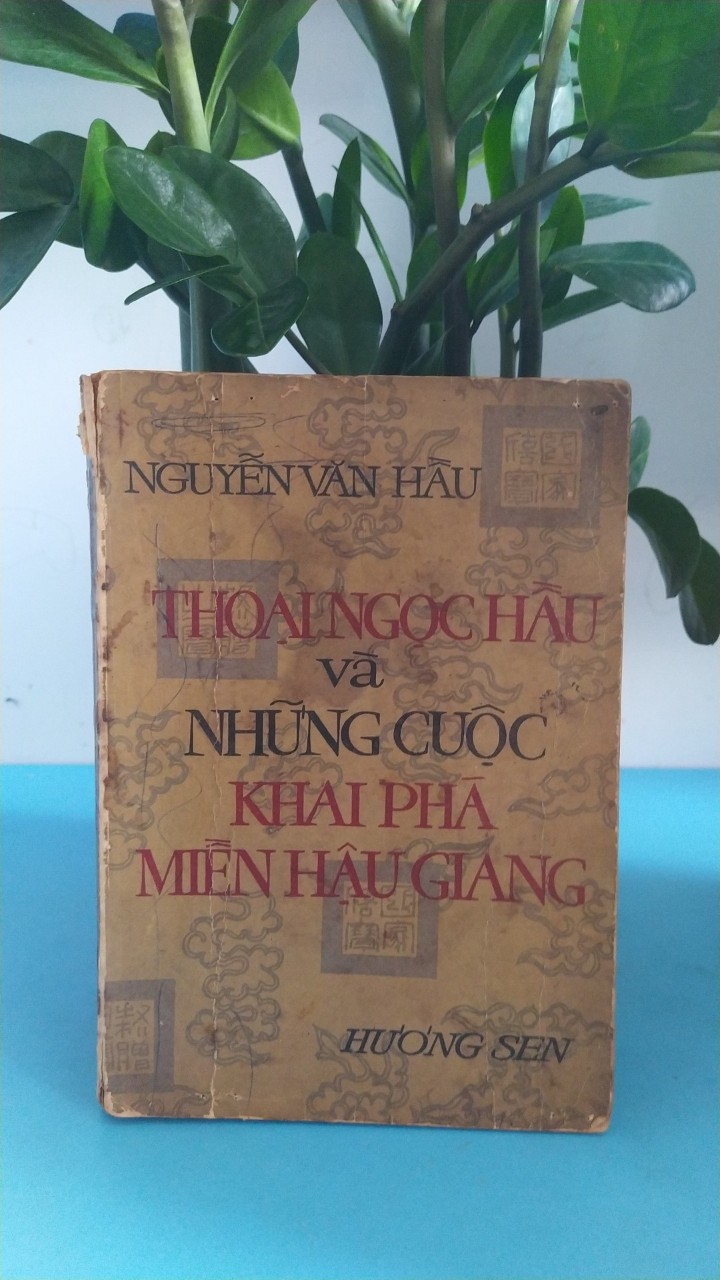 NGUYỄN VĂN HẦU
THOẠI NGỌC HẦU
và
NHỮNG CUỘC
KHAI PHÁ
MIỀN HẬU GIANG
HƯƠNG SEN